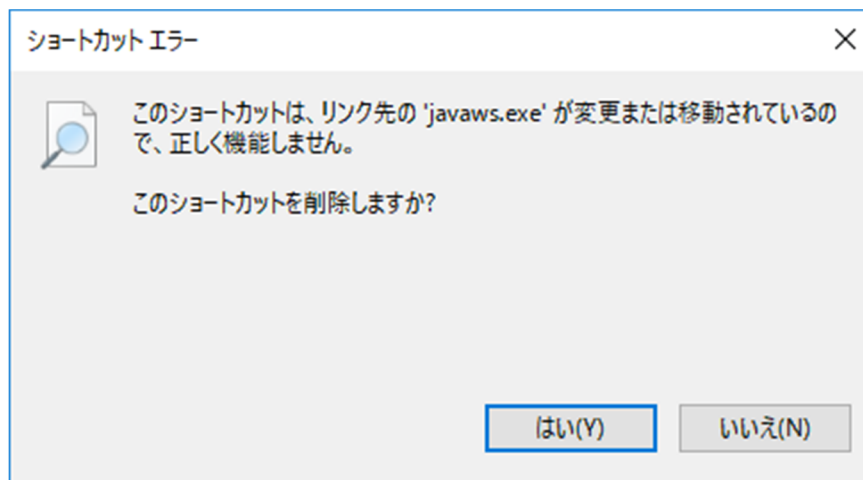 ショートカット エラー
このショートカットは、リンク先の 'javaws.exe' が変更または移動されているの
で、正しく機能しません。
このショートカットを削除しますか?
はい(Y)
いいえ(N)